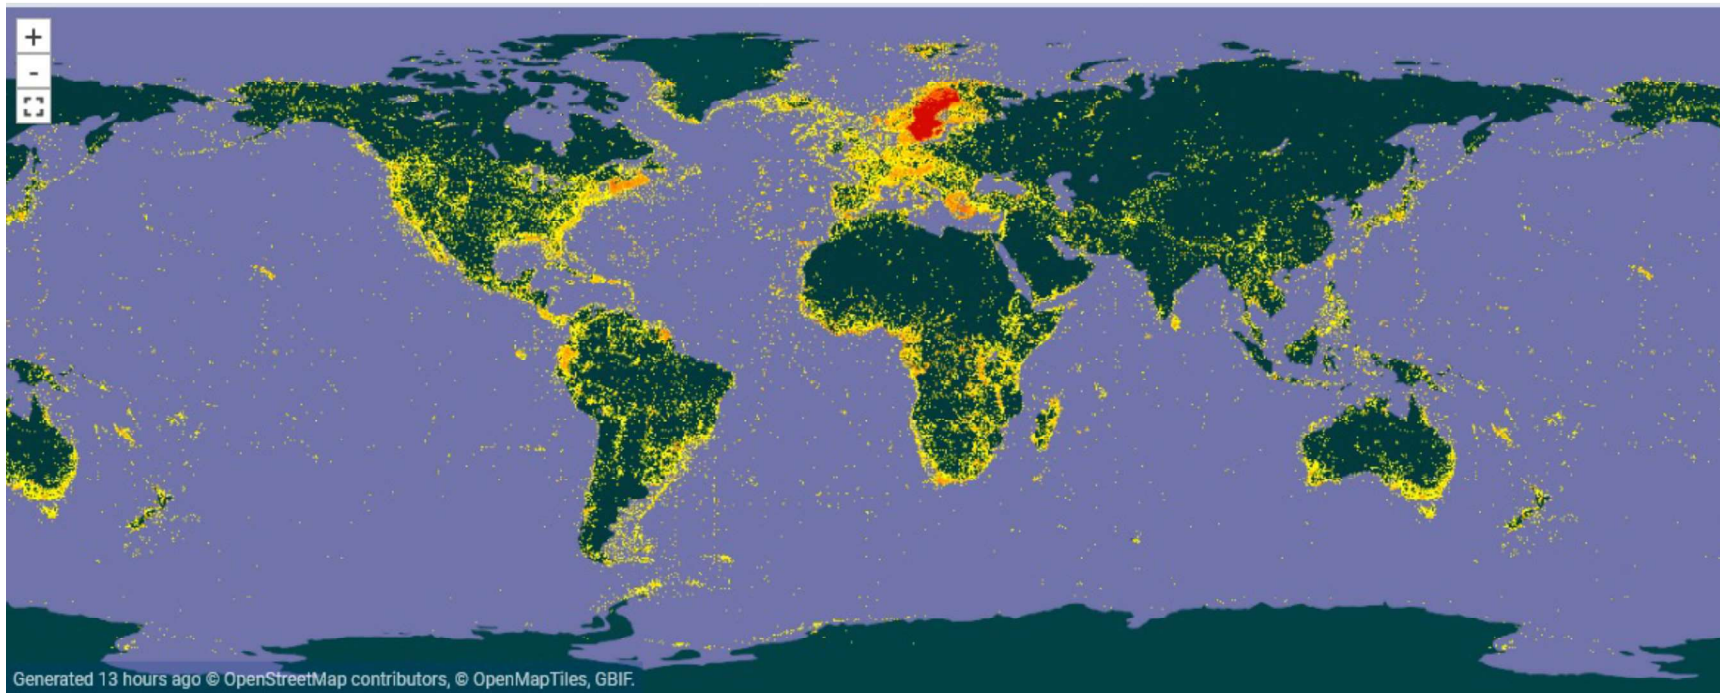 +
-
Generated 13 hours ago © OpenStreetMap contributors, © OpenMapTiles, GBIF.